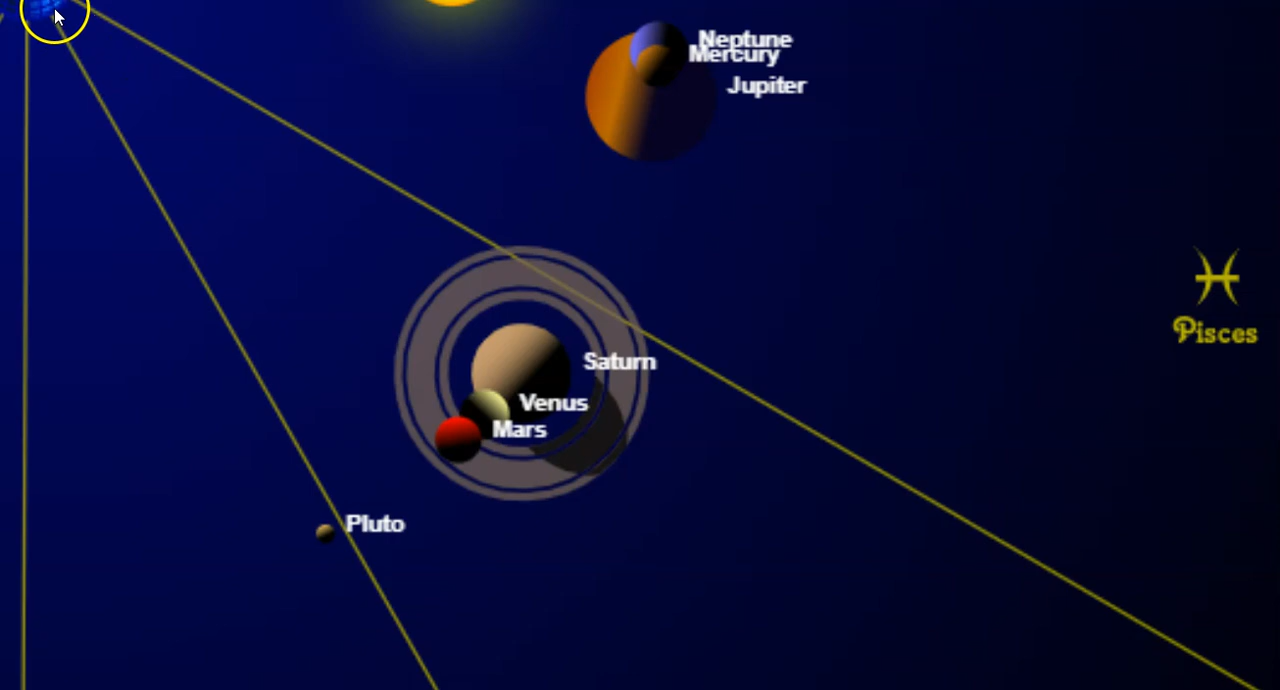 Neptune
Mercury
Jupiter
Pisces
Saturn
Venus
Mars
Pluto